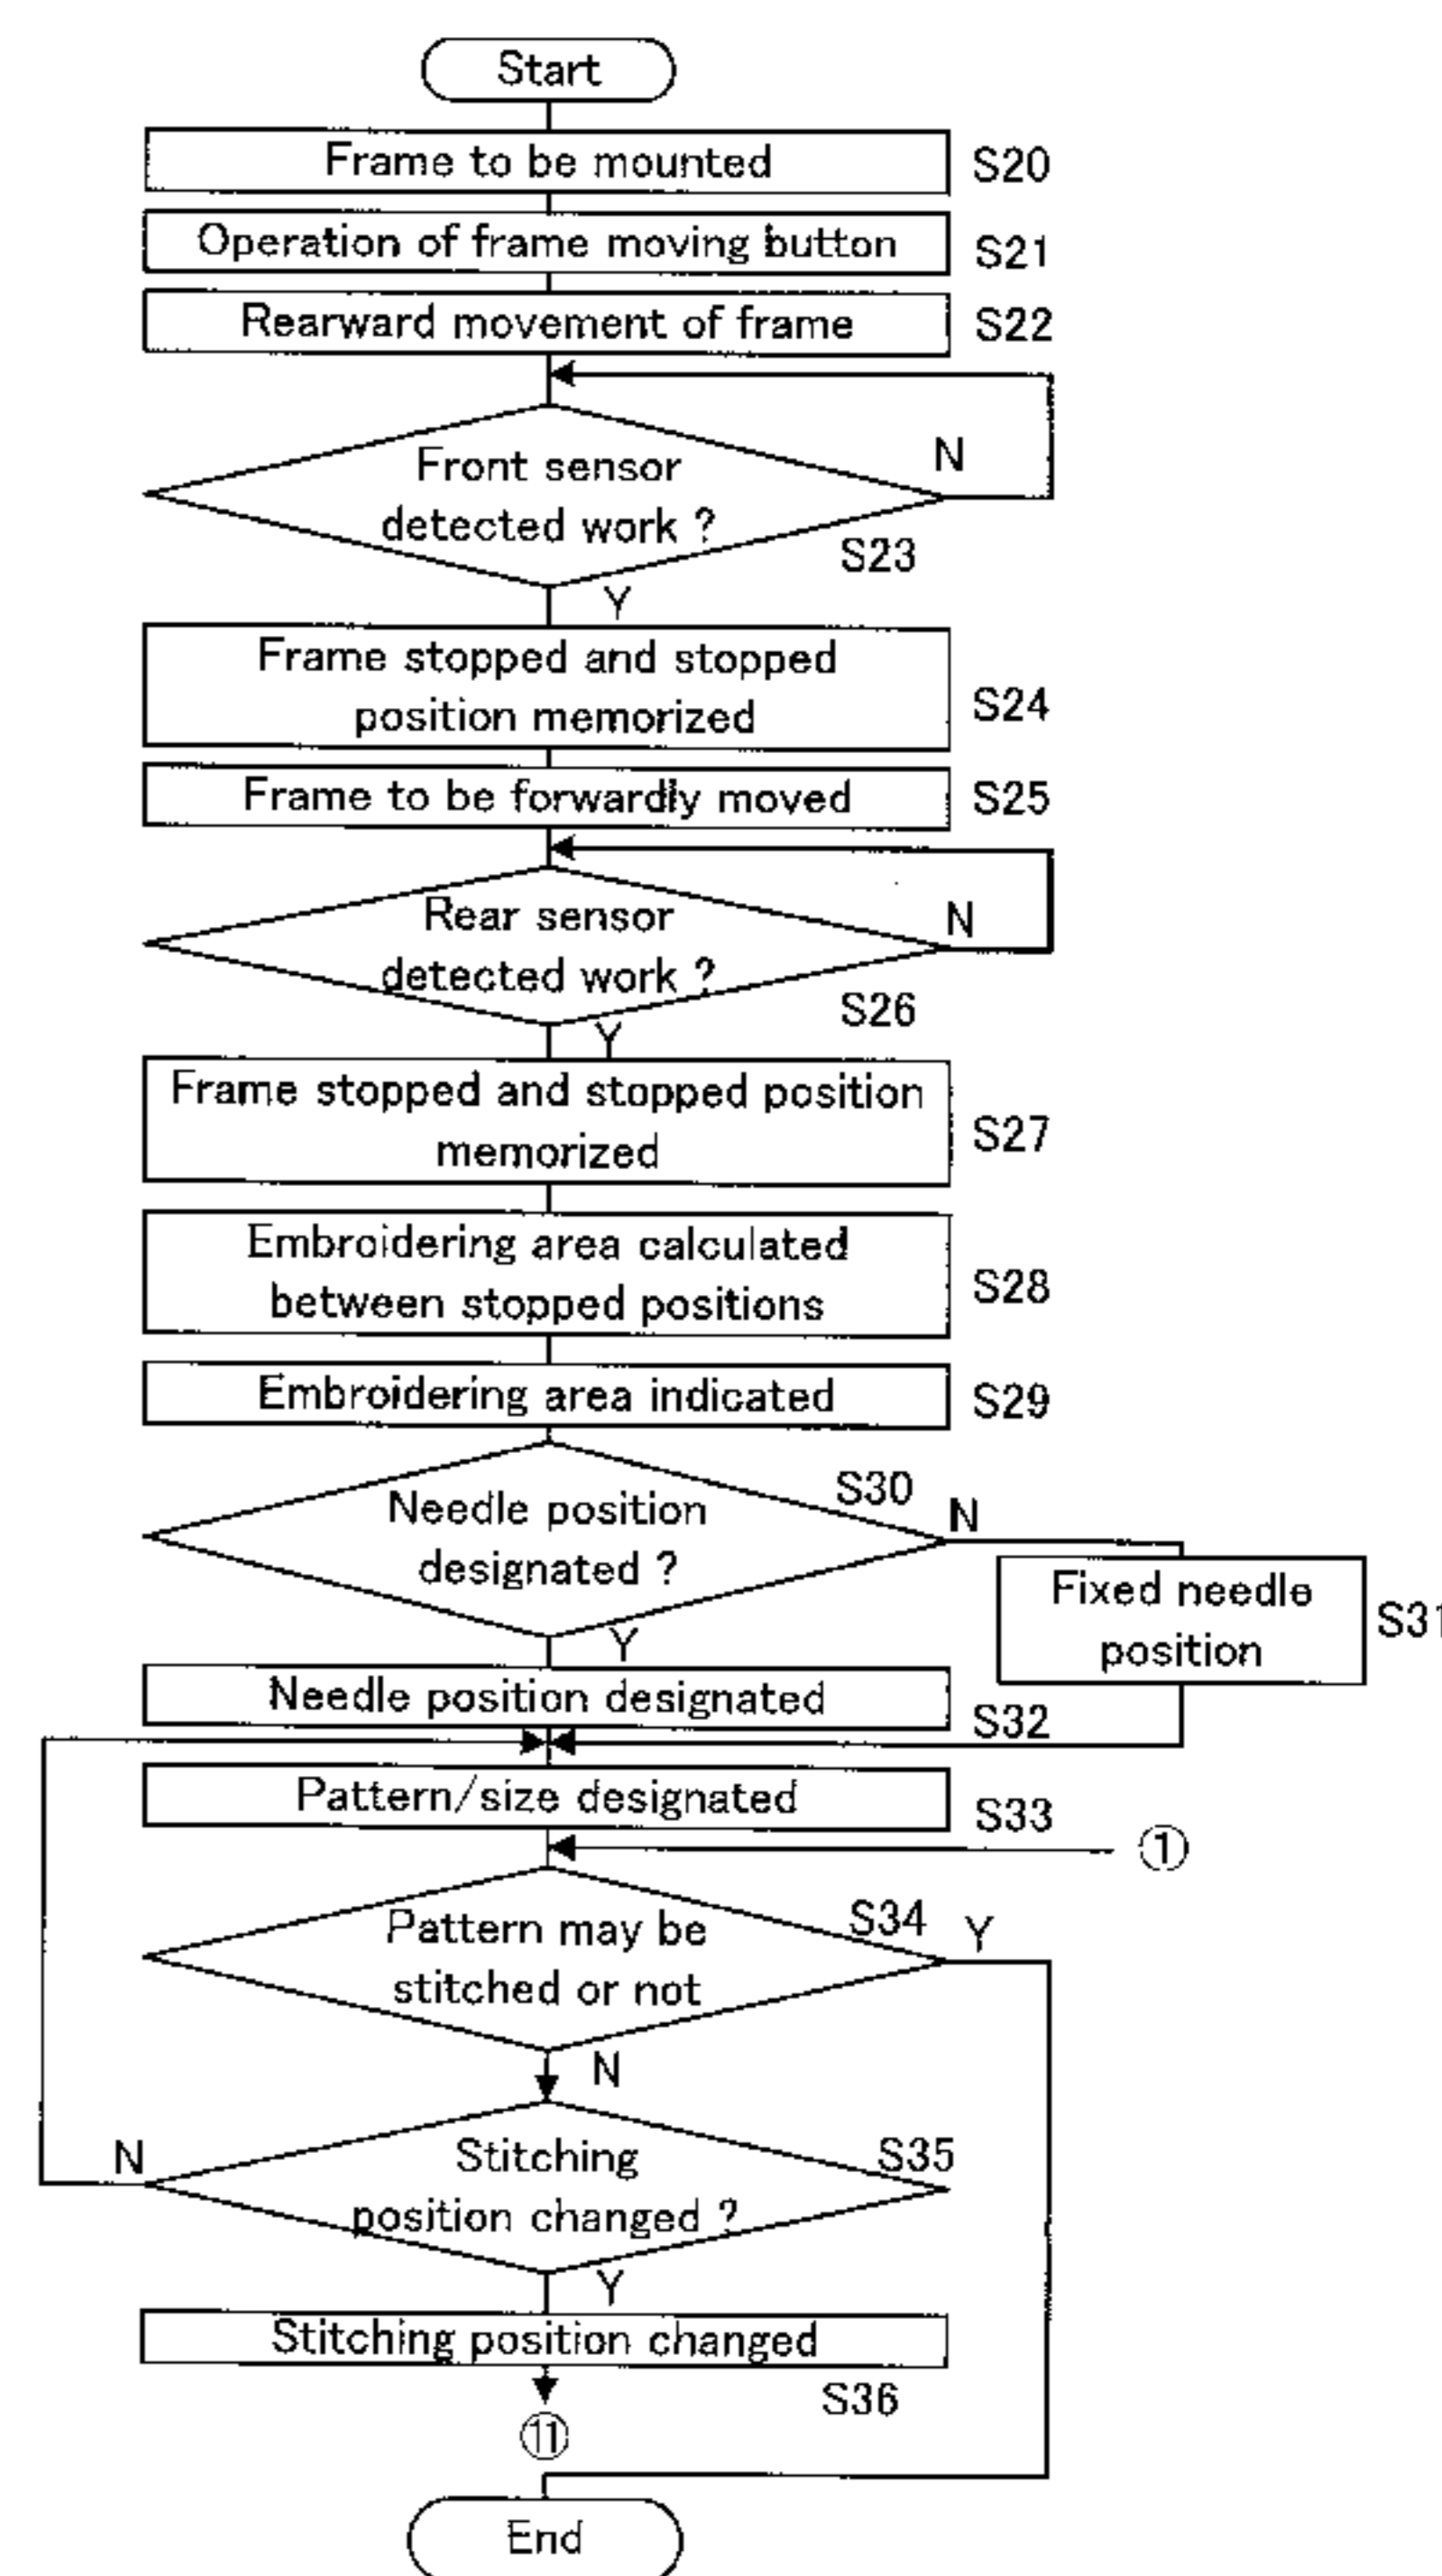 Start
Frame to be mounted
S20
Operation of frame moving button
S21
Rearward movement of frame
S22
Front sensor
detected work ?
N
S23
Y
Frame stopped and stopped
position memorized
S24
Frame to be forwardly moved
S25
Rear sensor
detected work ?
N
S26
Y
Frame stopped and stopped position
memorized
S27
Embroidering area calculated
between stopped positions
S28
Embroidering area indicated
S29
Needle position
designated ?
S30
N
Fixed needle
position
S31
Y
Needle position designated
S32
Pattern/size designated
S33
①
Pattern may be
stitched or not
S34
Y
N
Stitching
position changed ?
S35
N
Y
Stitching position changed
S36
⑪
End